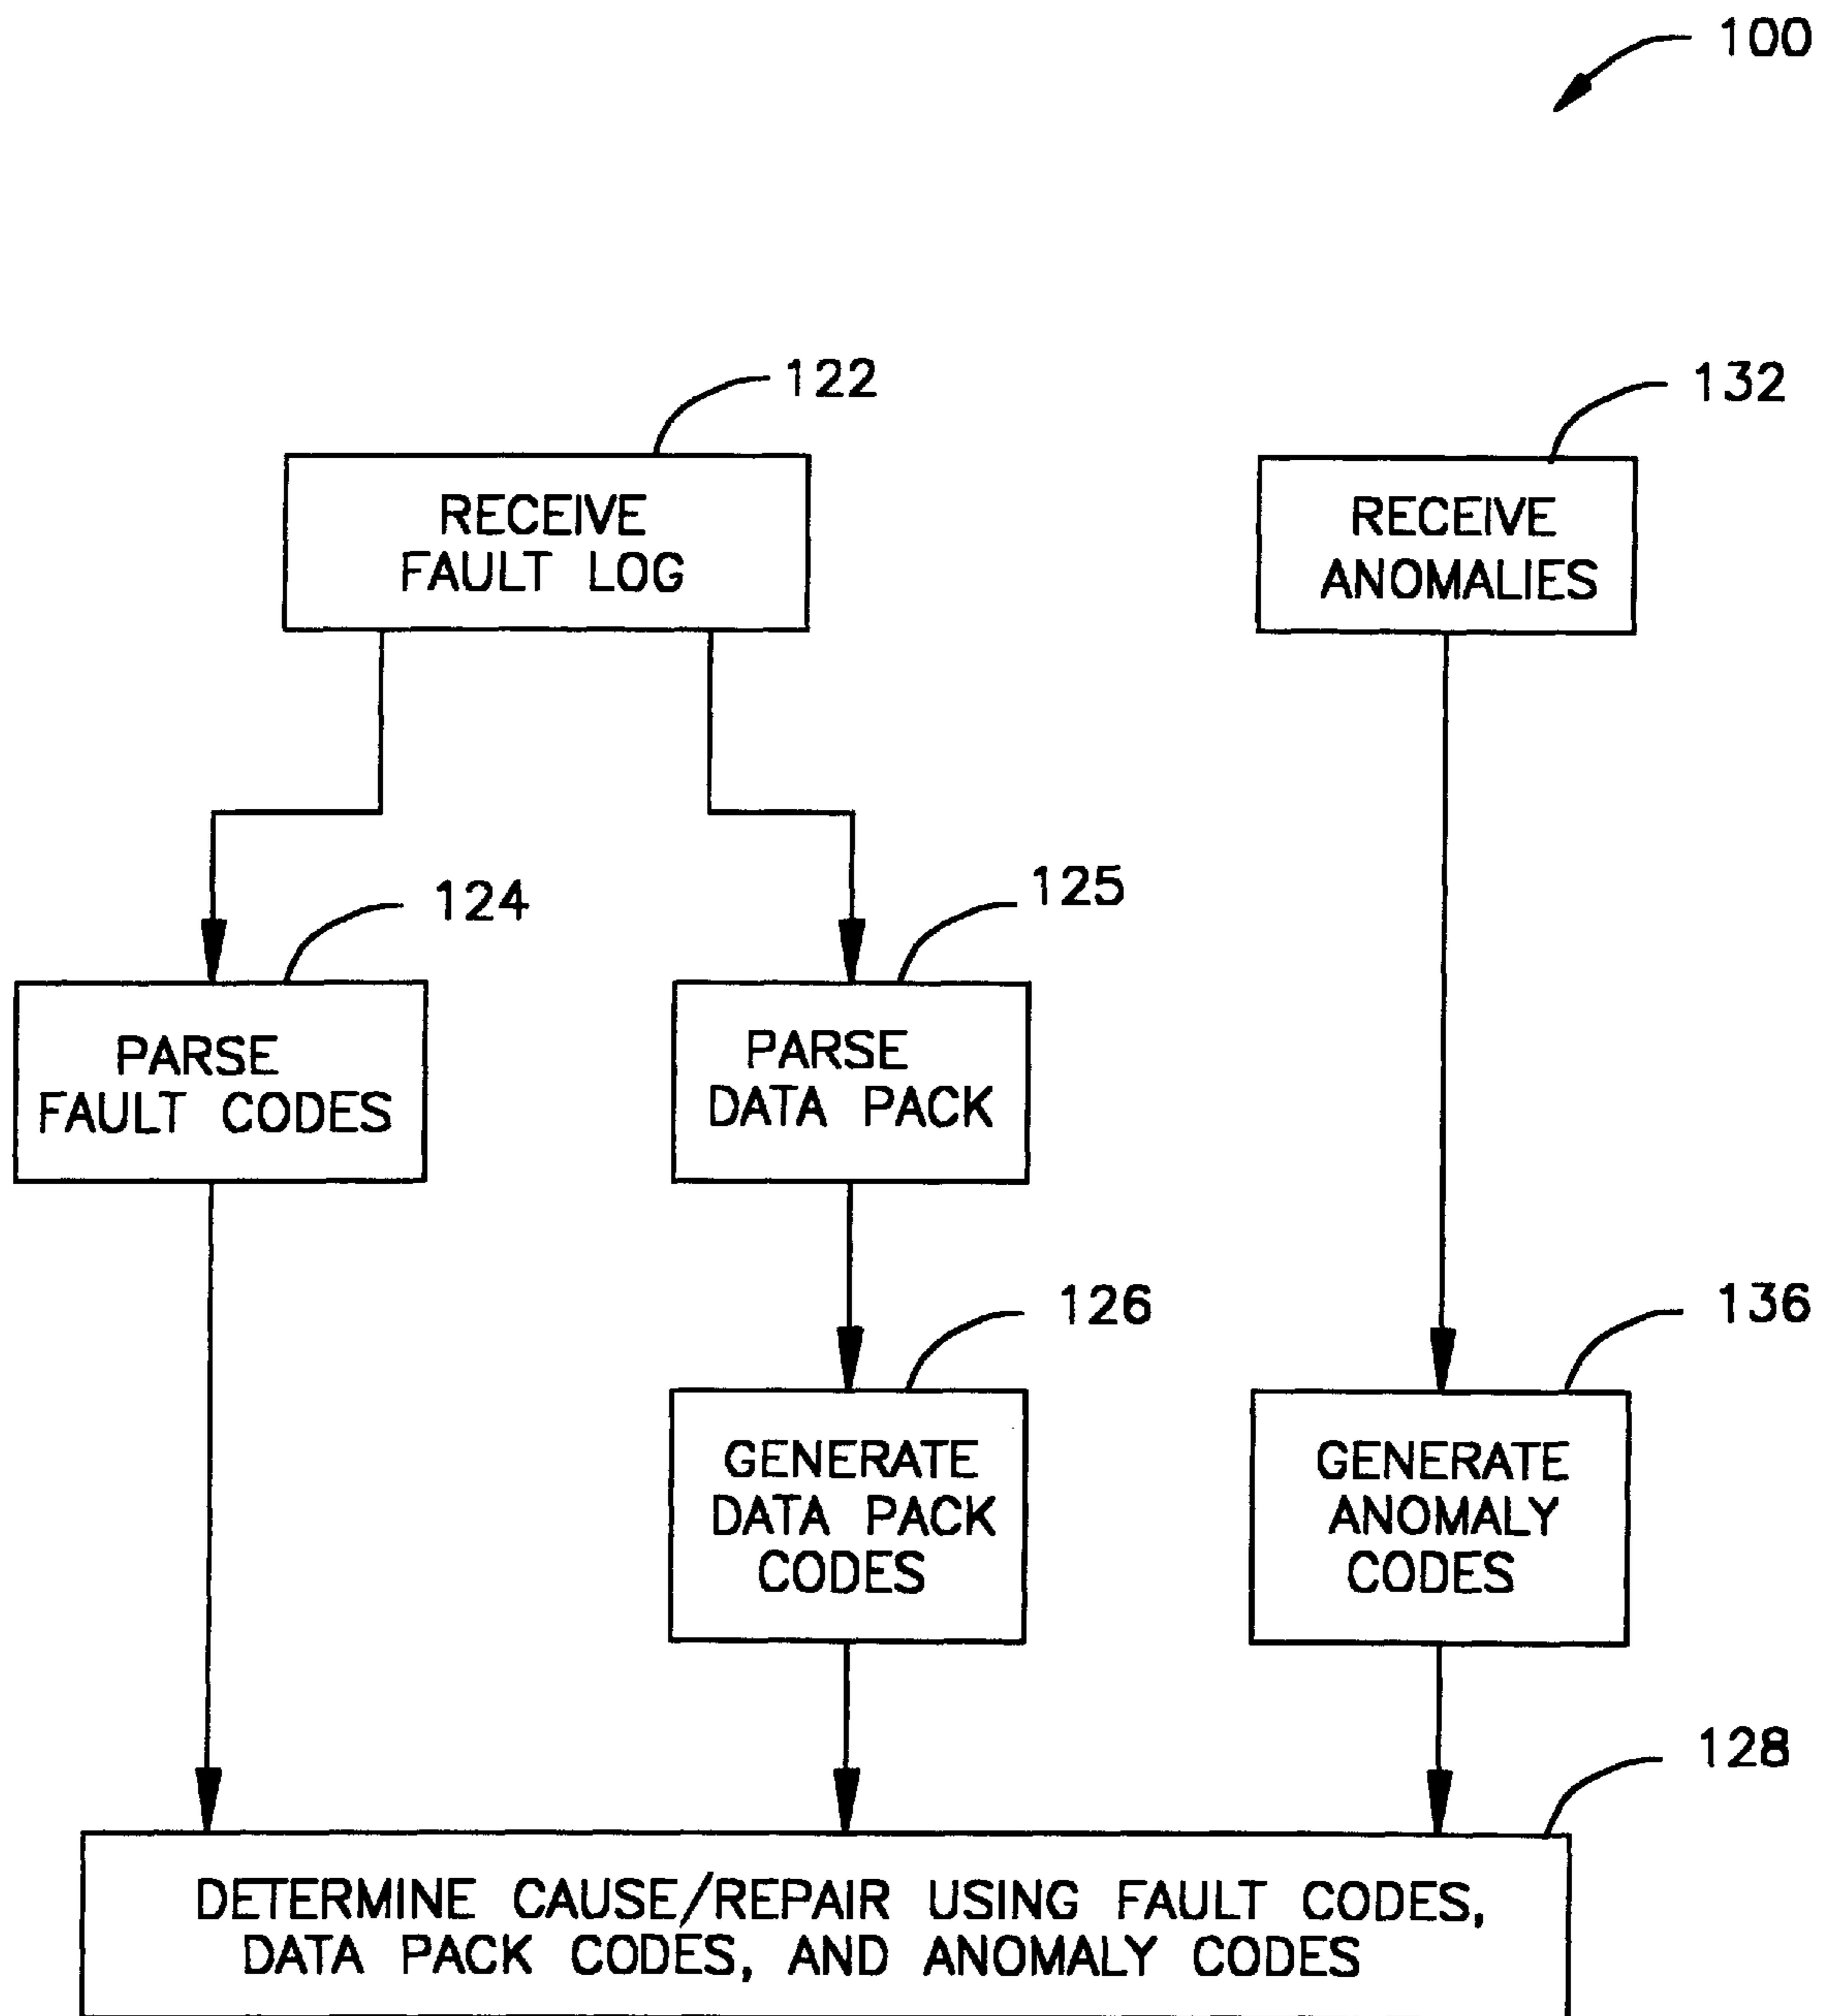 100
122
132
RECEIVE
FAULT LOG
RECEIVE
ANOMALIES
124
125
PARSE
FAULT CODES
PARSE
DATA PACK
126
136
GENERATE
DATA PACK
CODES
GENERATE
ANOMALY
CODES
128
DETERMINE CAUSE/REPAIR USING FAULT CODES,
DATA PACK CODES, AND ANOMALY CODES